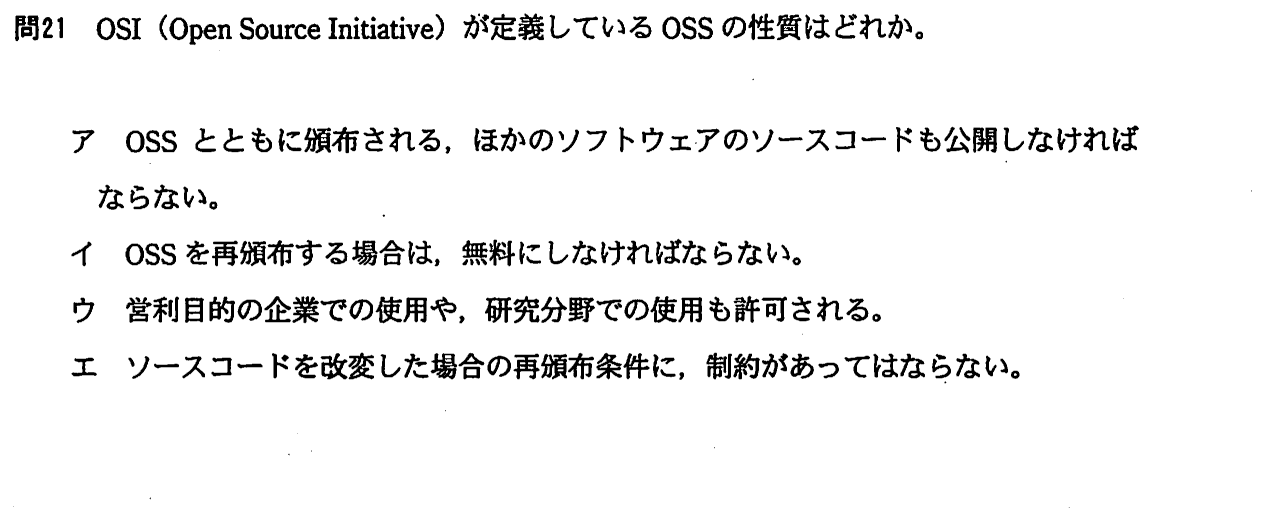 問21 OSI（Open Source Initiative）が定義しているOSSの性質はどれか。
ア OSS とともに頒布される，ほかのソフトウェアのソースコードも公開しなければ
ならない。
イ OSSを再頒布する場合は，無料にしなければならない。
ウ 営利目的の企業での使用や，研究分野での使用も許可される。
エ ソースコードを改変した場合の再頒布条件に，制約があってはならない。